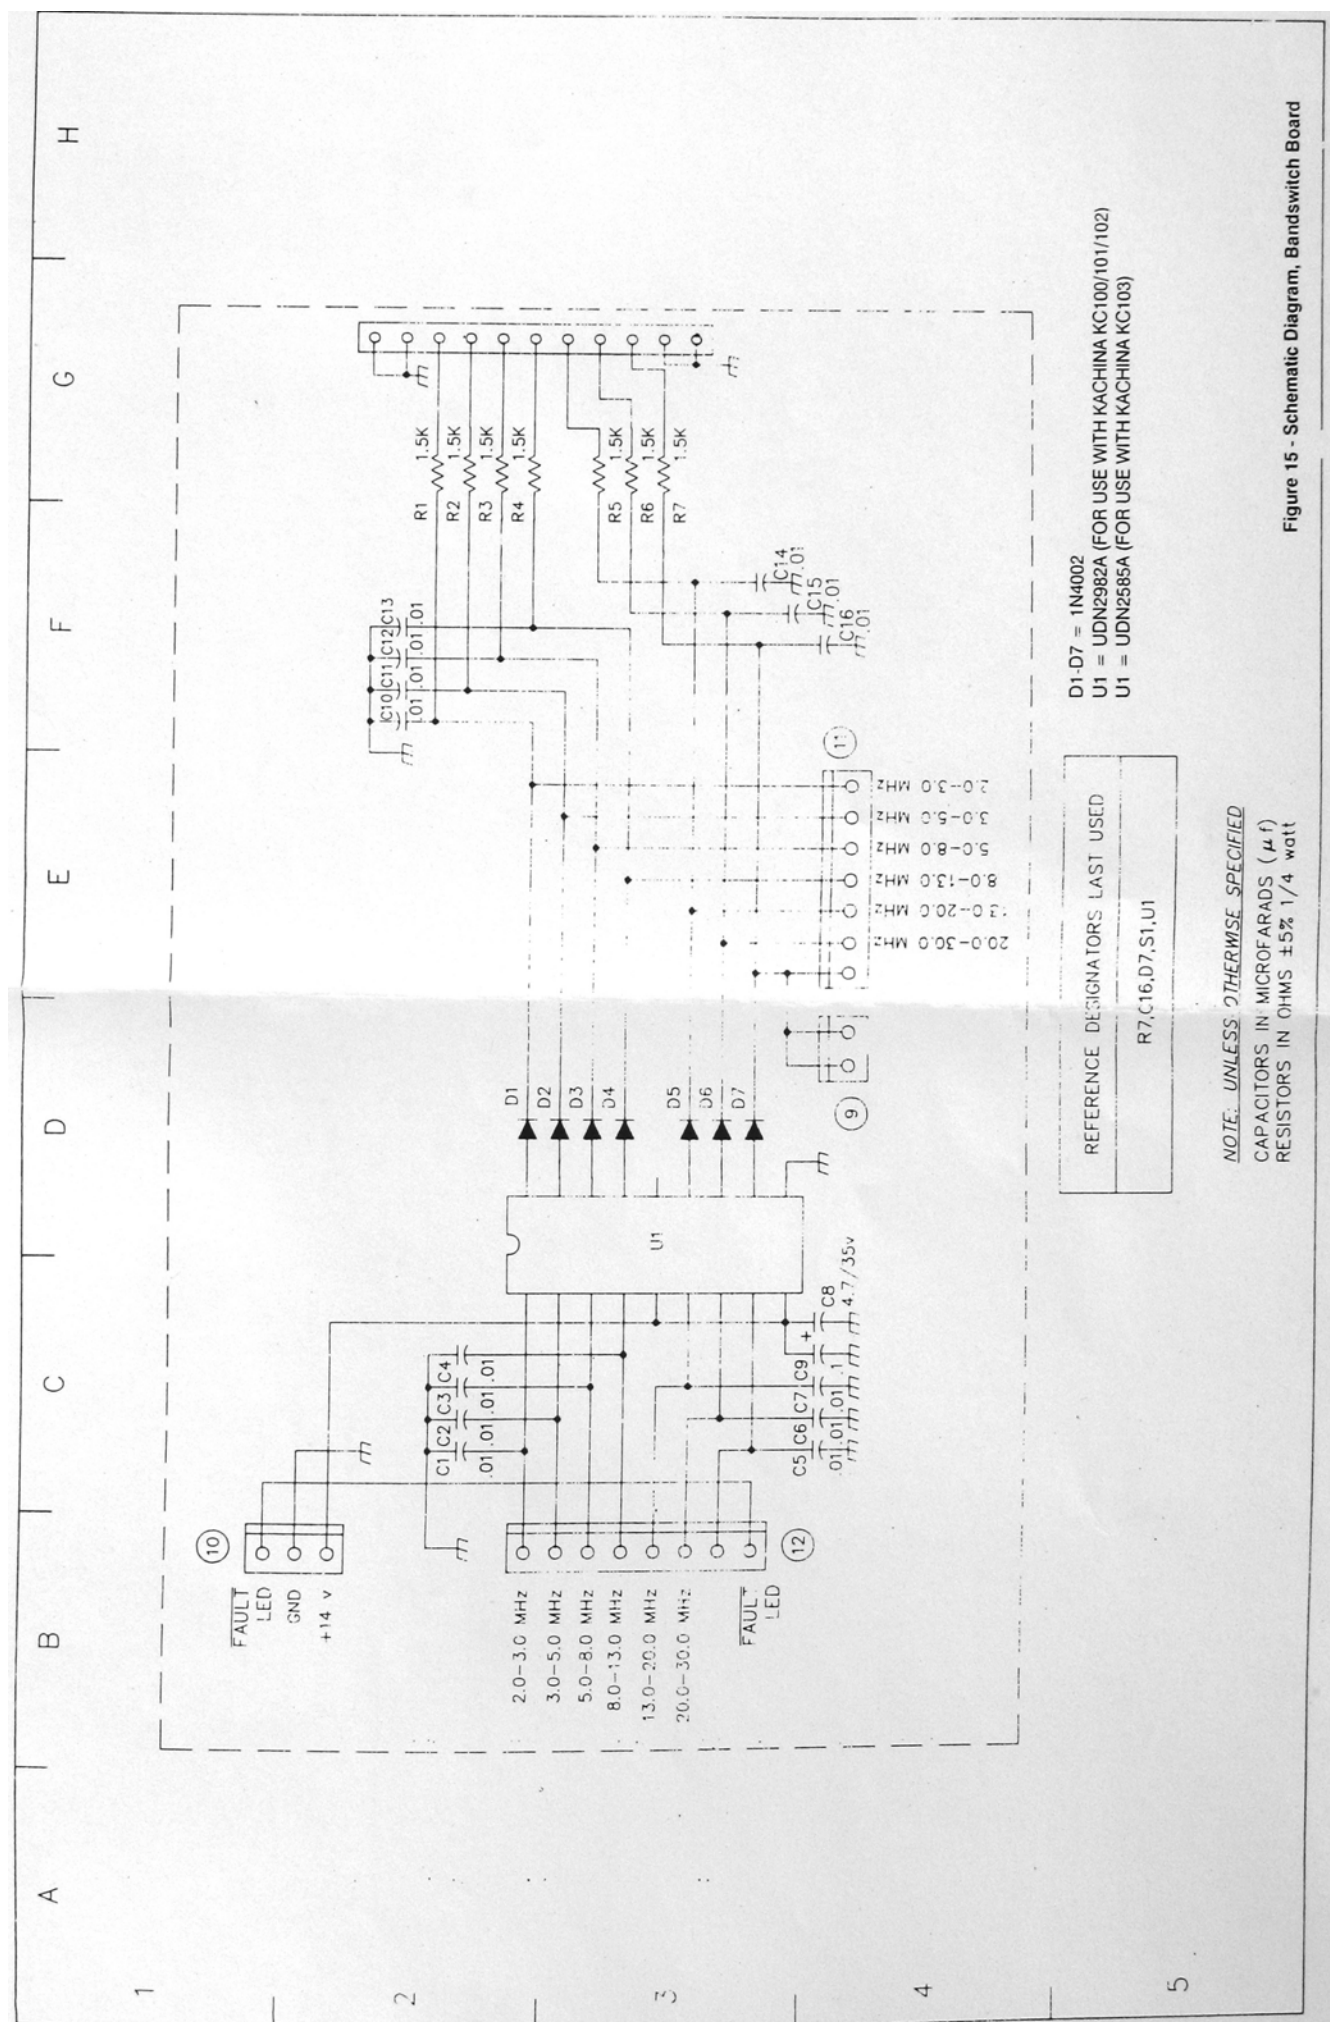 A
B
C
D
E
F
G
H
1
2
3
4
5
10
FAULT
LED
GND
+14 v
2.0-3.0 MHz
3.0-5.0 MHz
5.0-8.0 MHz
8.0-13.0 MHz
13.0-20.0 MHz
20.0-30.0 MHz
FAULT
LED
12
C1 C2 C3 C4
.01 .01 .01 .01
C5 C6 C7 C9 C8
.01 .01 .01 .1 + 4.7/35v
U1
D1
D2
D3
D4
D5
D6
D7
9
11
2.0-3.0 MHz
3.0-5.0 MHz
5.0-8.0 MHz
8.0-13.0 MHz
13.0-20.0 MHz
20.0-30.0 MHz
C10 C11 C12 C13
.01 .01 .01 .01
C14
.01
C15
.01
C16
.01
R1 1.5K
R2 1.5K
R3 1.5K
R4 1.5K
R5 1.5K
R6 1.5K
R7 1.5K
D1-D7 = 1N4002
U1 = UDN2982A (FOR USE WITH KACHINA KC100/101/102)
U1 = UDN2585A (FOR USE WITH KACHINA KC103)
REFERENCE DESIGNATORS LAST USED
R7,C16,D7,S1,U1
NOTE: UNLESS OTHERWISE SPECIFIED
CAPACITORS IN MICROFARADS (μf)
RESISTORS IN OHMS ±5% 1/4 watt
Figure 15 - Schematic Diagram, Bandswitch Board